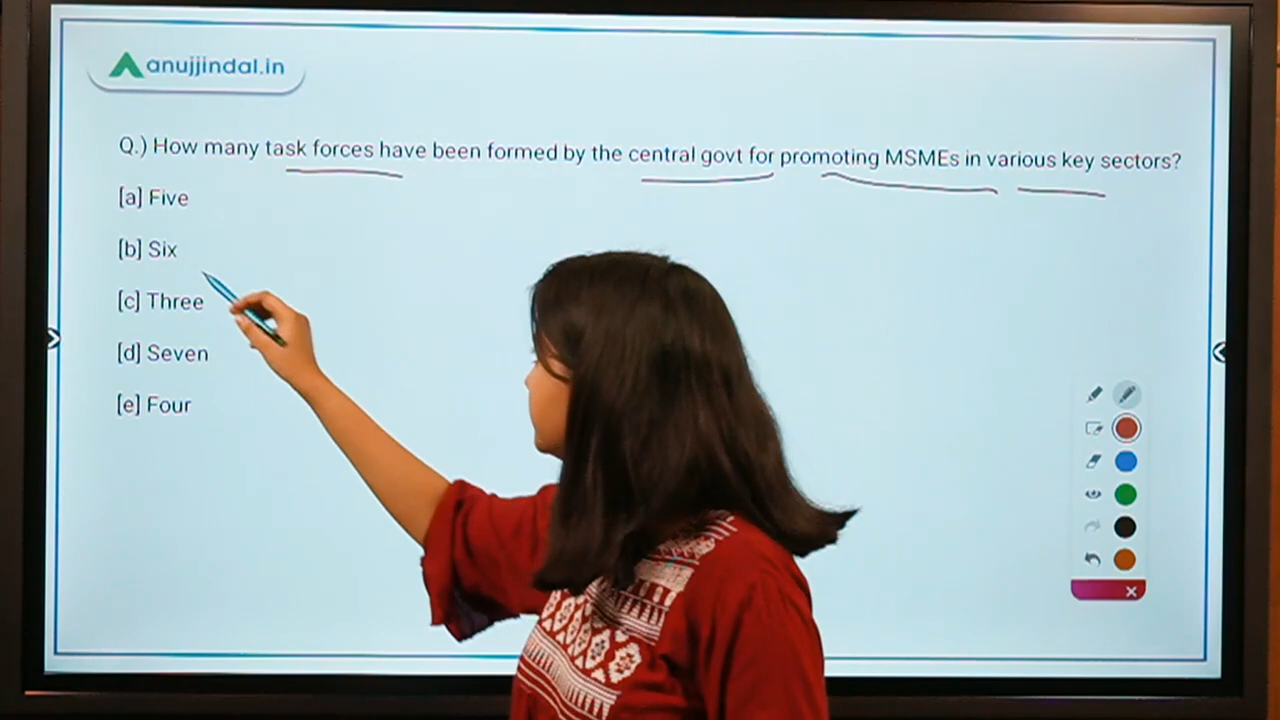 anujjindal.in
Q.) How many task forces have been formed by the central govt for promoting MSMEs in various key sectors?
[a] Five
[b] Six
[c] Three
[d] Seven
[e] Four